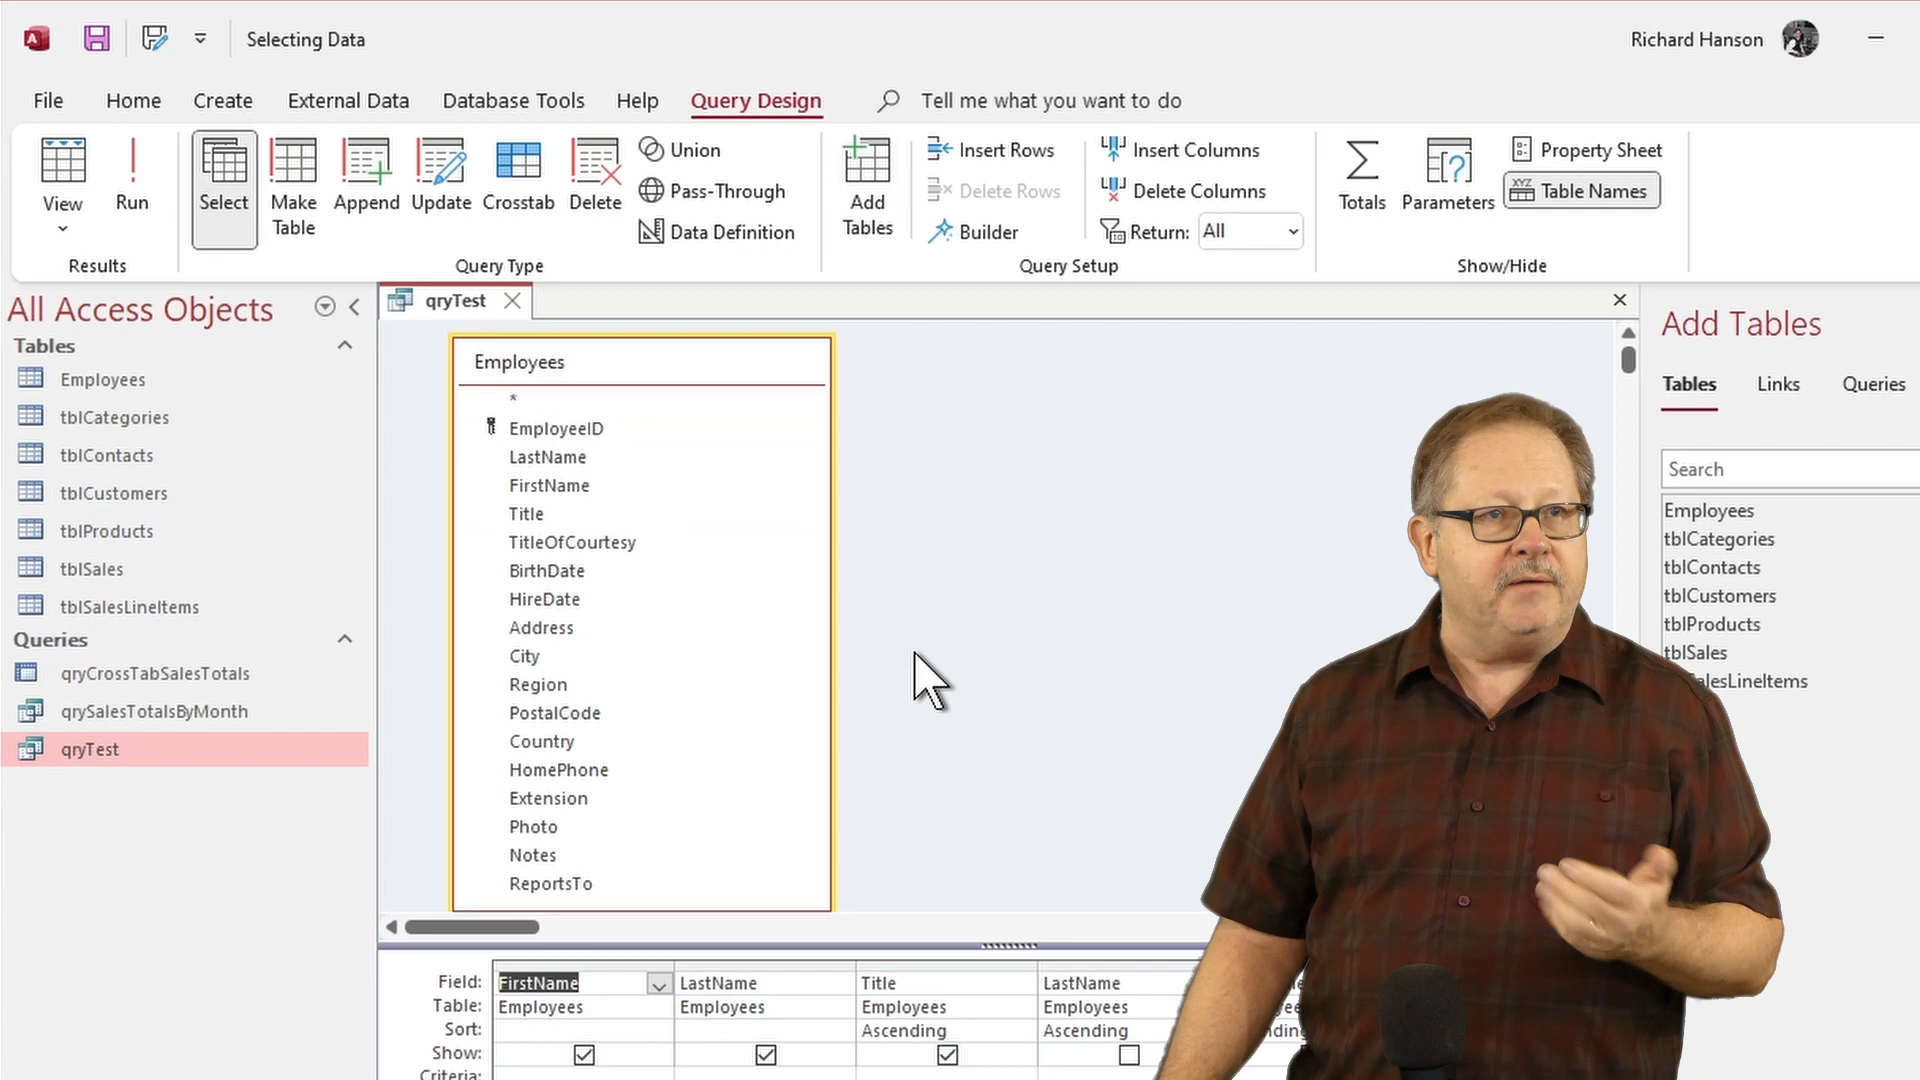 Selecting Data
Richard Hanson
File Home Create External Data Database Tools Help Query Design Tell me what you want to do
View
Run
Results
Select
Make Table
Append
Update
Crosstab
Delete
Union
Pass-Through
Data Definition
Query Type
Add Tables
Insert Rows
Delete Rows
Builder
Insert Columns
Delete Columns
Return: All
Query Setup
Totals
Parameters
Property Sheet
XYZ Table Names
Show/Hide
All Access Objects
Tables
Employees
tblCategories
tblContacts
tblCustomers
tblProducts
tblSales
tblSalesLineItems
Queries
qryCrossTabSalesTotals
qrySalesTotalsByMonth
qryTest
qryTest
Employees
*
EmployeeID
LastName
FirstName
Title
TitleOfCourtesy
BirthDate
HireDate
Address
City
Region
PostalCode
Country
HomePhone
Extension
Photo
Notes
ReportsTo
Field: FirstName LastName Title LastName
Table: Employees Employees Employees Employees
Sort: Ascending Ascending
Show:
Criteria:
Add Tables
Tables Links Queries
Search
Employees
tblCategories
tblContacts
tblCustomers
tblProducts
tblSales
alesLineItems